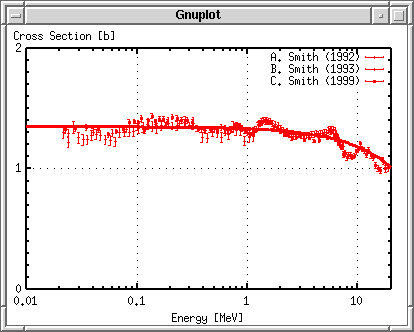 Gnuplot
Cross Section [b]
2
A. Smith (1992)
B. Smith (1993)
C. Smith (1999)
1
0
0.01 0.1 1 10
Energy [MeV]